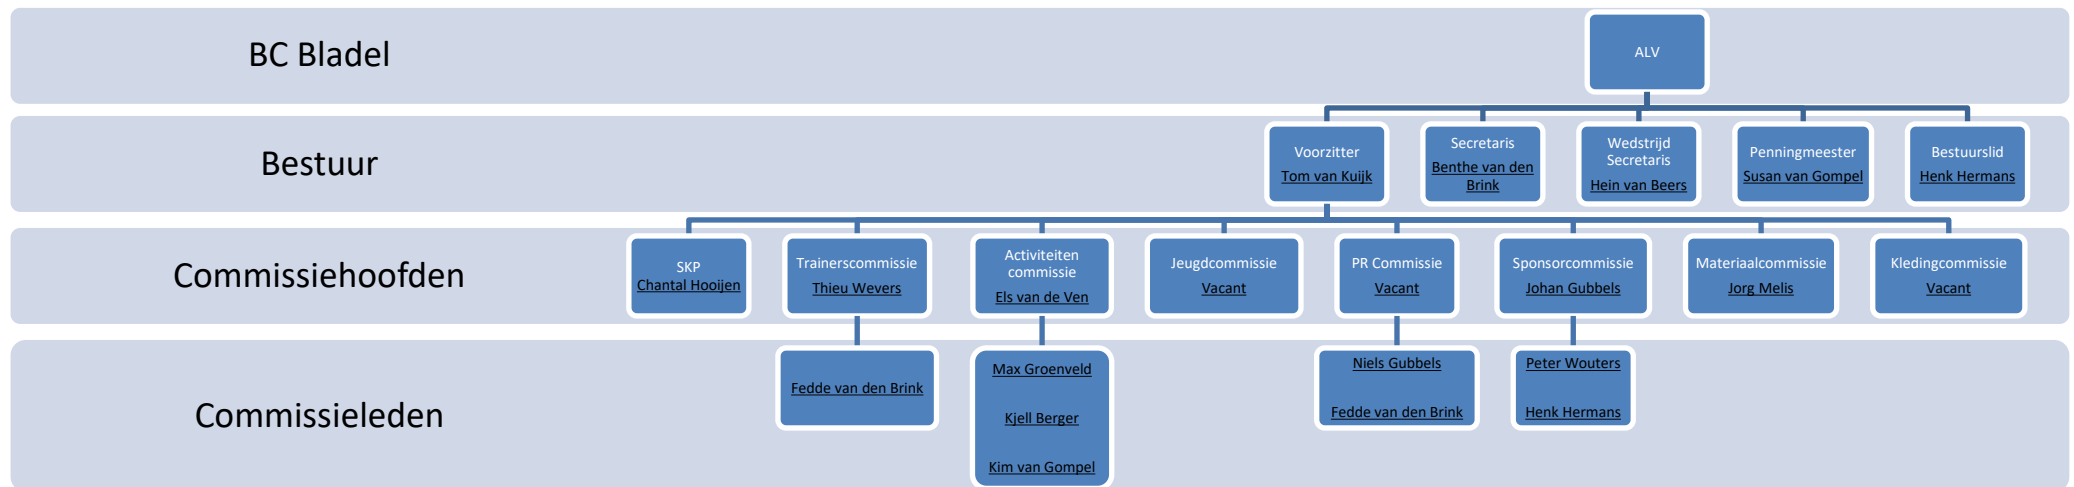 BC Bladel
ALV
Bestuur
Voorzitter
Tom van Kuijk
Secretaris
Benthe van den
Brink
Wedstrijd
Secretaris
Hein van Beers
Penningmeester
Susan van Gompel
Bestuurslid
Henk Hermans
Commissiehoofden
SKP
Chantal Hooijen
Trainerscommissie
Thieu Wevers
Activiteiten
commissie
Els van de Ven
Jeugdcommissie
Vacant
PR Commissie
Vacant
Sponsorcommissie
Johan Gubbels
Materiaalcommissie
Jorg Melis
Kledingcommissie
Vacant
Commissieleden
Fedde van den Brink
Max Groenveld
Kjell Berger
Kim van Gompel
Niels Gubbels
Fedde van den Brink
Peter Wouters
Henk Hermans